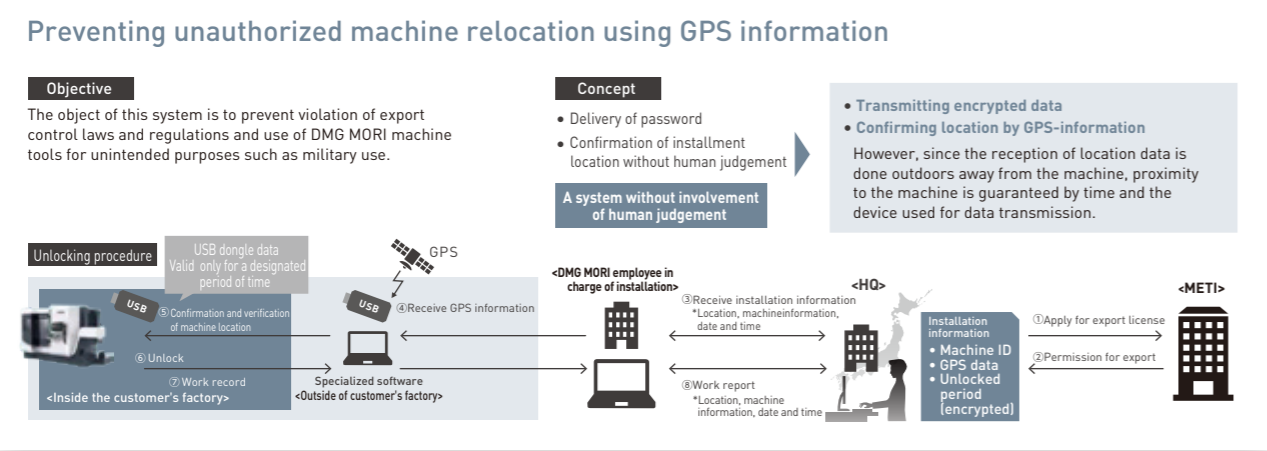 Preventing unauthorized machine relocation using GPS information
Objective
The object of this system is to prevent violation of export
control laws and regulations and use of DMG MORI machine
tools for unintended purposes such as military use.
Concept
• Delivery of password
• Confirmation of installment
location without human judgement
A system without involvement
of human judgement
• Transmitting encrypted data
• Confirming location by GPS-information
However, since the reception of location data is
done outdoors away from the machine, proximity
to the machine is guaranteed by time and the
device used for data transmission.
Unlocking procedure
USB dongle data
Valid only for a designated
period of time
USB
⑤Confirmation and verification
of machine location
⑥Unlock
⑦Work record
<Inside the customer's factory>
GPS
USB
④Receive GPS information
Specialized software
<Outside of customer's factory>
<DMG MORI employee in
charge of installation>
③Receive installation information
*Location, machineinformation,
date and time
⑧Work report
*Location, machine
information, date and time
<HQ>
Installation
information
• Machine ID
• GPS data
• Unlocked
period
(encrypted)
①Apply for export license
②Permission for export
<METI>